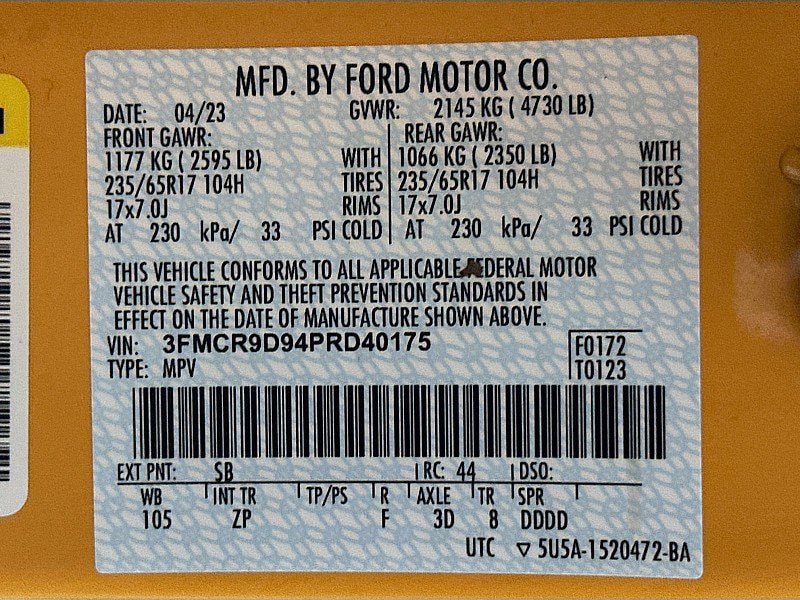 MFD. BY FORD MOTOR CO.
DATE: 04/23 GVWR: 2145 KG ( 4730 LB)
FRONT GAWR: REAR GAWR:
1177 KG ( 2595 LB) WITH 1066 KG ( 2350 LB) WITH
235/65R17 104H TIRES 235/65R17 104H TIRES
17x7.0J RIMS 17x7.0J RIMS
AT 230 kPa/ 33 PSI COLD AT 230 kPa/ 33 PSI COLD
THIS VEHICLE CONFORMS TO ALL APPLICABLE FEDERAL MOTOR
VEHICLE SAFETY AND THEFT PREVENTION STANDARDS IN
EFFECT ON THE DATE OF MANUFACTURE SHOWN ABOVE.
VIN: 3FMCR9D94PRD40175 F0172
TYPE: MPV T0123
EXT PNT: SB RC: 44 DSO:
WB INT TR TP/PS R AXLE TR SPR
105 ZP F 3D 8 DDDD
UTC ▽ 5U5A-1520472-BA